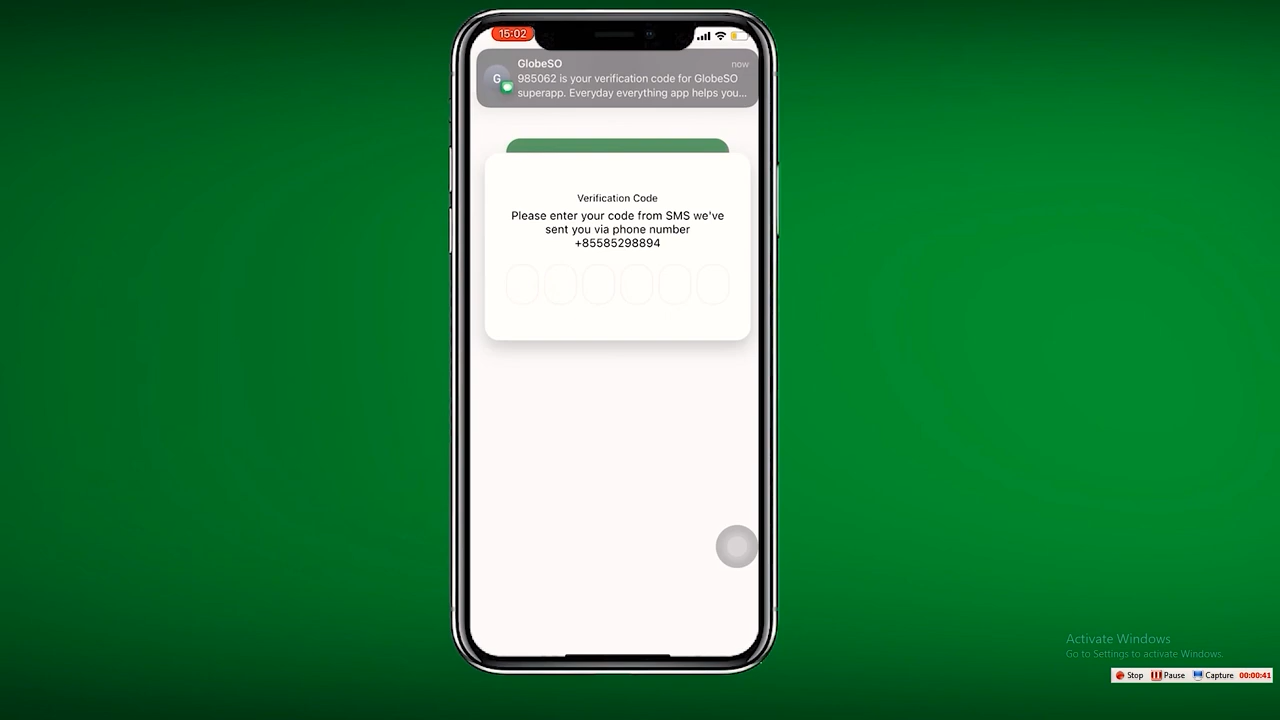 15:02
GlobeSO
now
G
985062 is your verification code for GlobeSO
superapp. Everyday everything app helps you...
Verification Code
Please enter your code from SMS we've
sent you via phone number
+85585298894
Activate Windows
Go to Settings to activate Windows.
Stop Pause Capture 00:00:41